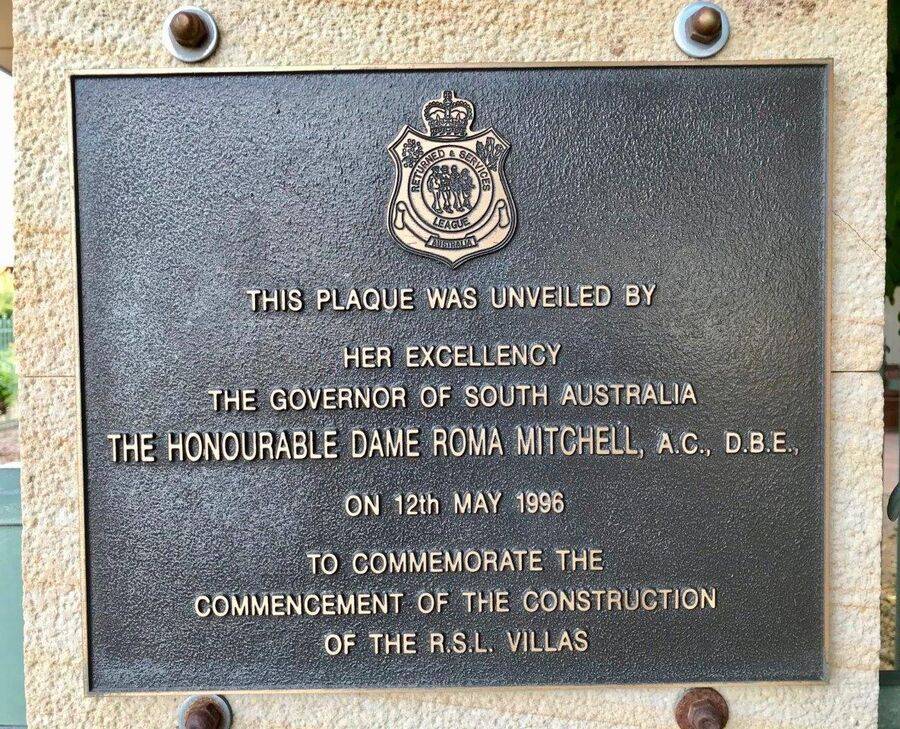 RETURNED & SERVICES
LEAGUE
AUSTRALIA
THIS PLAQUE WAS UNVEILED BY
HER EXCELLENCY
THE GOVERNOR OF SOUTH AUSTRALIA
THE HONOURABLE DAME ROMA MITCHELL, A.C., D.B.E.,
ON 12th MAY 1996
TO COMMEMORATE THE
COMMENCEMENT OF THE CONSTRUCTION
OF THE R.S.L. VILLAS